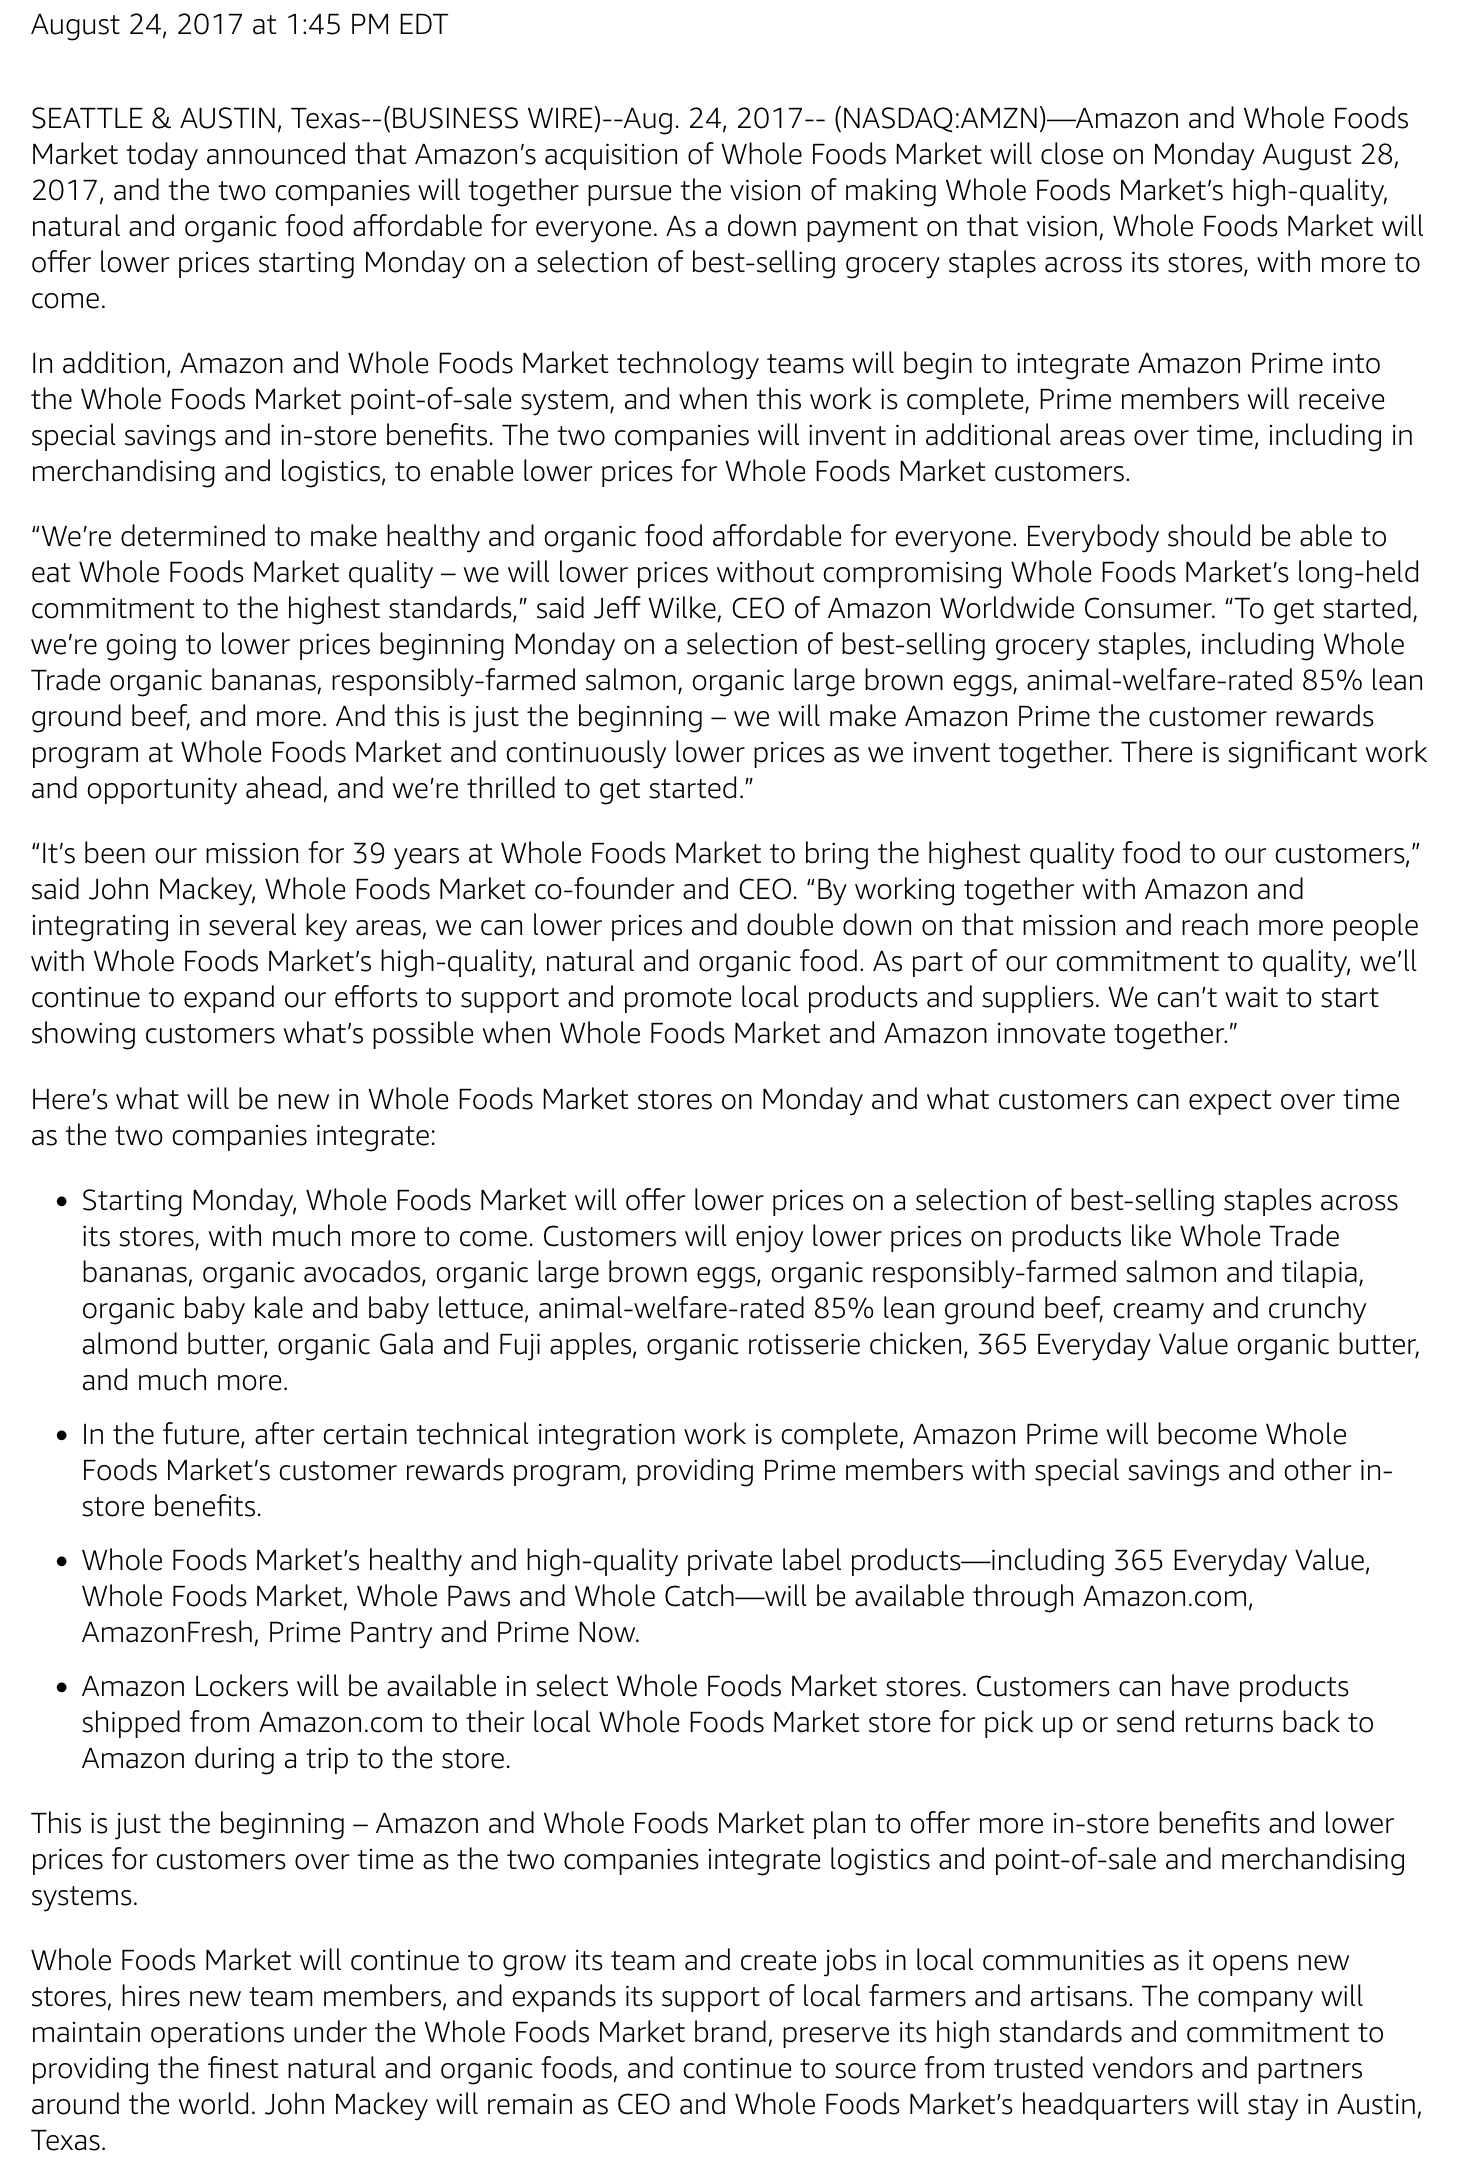 August 24, 2017 at 1:45 PM EDT
SEATTLE & AUSTIN, Texas--(BUSINESS WIRE)--Aug. 24, 2017-- (NASDAQ:AMZN)—Amazon and Whole Foods
Market today announced that Amazon’s acquisition of Whole Foods Market will close on Monday August 28,
2017, and the two companies will together pursue the vision of making Whole Foods Market’s high-quality,
natural and organic food affordable for everyone. As a down payment on that vision, Whole Foods Market will
offer lower prices starting Monday on a selection of best-selling grocery staples across its stores, with more to
come.
In addition, Amazon and Whole Foods Market technology teams will begin to integrate Amazon Prime into
the Whole Foods Market point-of-sale system, and when this work is complete, Prime members will receive
special savings and in-store benefits. The two companies will invent in additional areas over time, including in
merchandising and logistics, to enable lower prices for Whole Foods Market customers.
“We’re determined to make healthy and organic food affordable for everyone. Everybody should be able to
eat Whole Foods Market quality – we will lower prices without compromising Whole Foods Market’s long-held
commitment to the highest standards,” said Jeff Wilke, CEO of Amazon Worldwide Consumer. “To get started,
we’re going to lower prices beginning Monday on a selection of best-selling grocery staples, including Whole
Trade organic bananas, responsibly-farmed salmon, organic large brown eggs, animal-welfare-rated 85% lean
ground beef, and more. And this is just the beginning – we will make Amazon Prime the customer rewards
program at Whole Foods Market and continuously lower prices as we invent together. There is significant work
and opportunity ahead, and we’re thrilled to get started.”
“It’s been our mission for 39 years at Whole Foods Market to bring the highest quality food to our customers,”
said John Mackey, Whole Foods Market co-founder and CEO. “By working together with Amazon and
integrating in several key areas, we can lower prices and double down on that mission and reach more people
with Whole Foods Market’s high-quality, natural and organic food. As part of our commitment to quality, we’ll
continue to expand our efforts to support and promote local products and suppliers. We can’t wait to start
showing customers what’s possible when Whole Foods Market and Amazon innovate together.”
Here’s what will be new in Whole Foods Market stores on Monday and what customers can expect over time
as the two companies integrate:
• Starting Monday, Whole Foods Market will offer lower prices on a selection of best-selling staples across
its stores, with much more to come. Customers will enjoy lower prices on products like Whole Trade
bananas, organic avocados, organic large brown eggs, organic responsibly-farmed salmon and tilapia,
organic baby kale and baby lettuce, animal-welfare-rated 85% lean ground beef, creamy and crunchy
almond butter, organic Gala and Fuji apples, organic rotisserie chicken, 365 Everyday Value organic butter,
and much more.
• In the future, after certain technical integration work is complete, Amazon Prime will become Whole
Foods Market’s customer rewards program, providing Prime members with special savings and other in-
store benefits.
• Whole Foods Market’s healthy and high-quality private label products—including 365 Everyday Value,
Whole Foods Market, Whole Paws and Whole Catch—will be available through Amazon.com,
AmazonFresh, Prime Pantry and Prime Now.
• Amazon Lockers will be available in select Whole Foods Market stores. Customers can have products
shipped from Amazon.com to their local Whole Foods Market store for pick up or send returns back to
Amazon during a trip to the store.
This is just the beginning – Amazon and Whole Foods Market plan to offer more in-store benefits and lower
prices for customers over time as the two companies integrate logistics and point-of-sale and merchandising
systems.
Whole Foods Market will continue to grow its team and create jobs in local communities as it opens new
stores, hires new team members, and expands its support of local farmers and artisans. The company will
maintain operations under the Whole Foods Market brand, preserve its high standards and commitment to
providing the finest natural and organic foods, and continue to source from trusted vendors and partners
around the world. John Mackey will remain as CEO and Whole Foods Market’s headquarters will stay in Austin,
Texas.